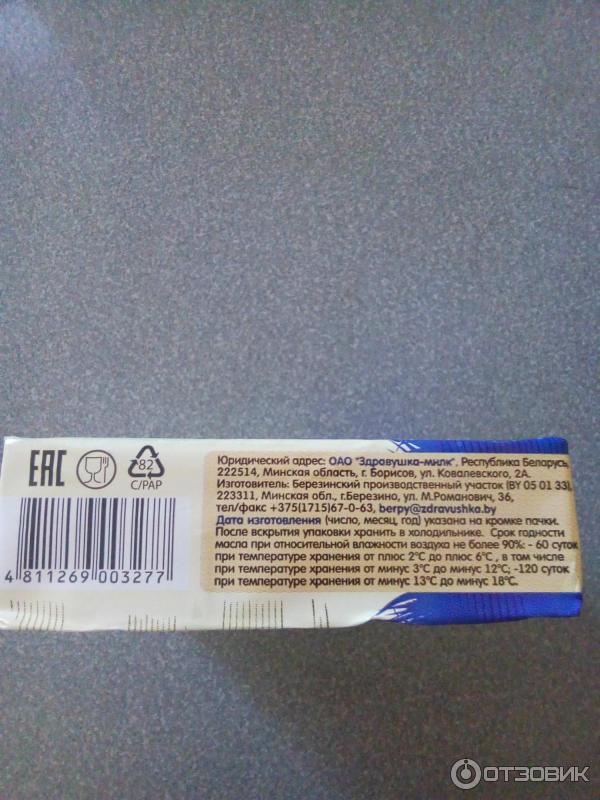 ЕАС
82
C/PAP
4 811269 003277
Юридический адрес: ОАО "Здравушка-милк", Республика Беларусь,
222514, Минская область, г. Борисов, ул. Ковалевского, 2А.
Изготовитель: Березинский производственный участок (BY 05 01 33),
223311, Минская обл., г.Березино, ул. М.Романович, 36,
тел/факс +375(1715)67-0-63, berpy@zdravushka.by
Дата изготовления (число, месяц, год) указана на кромке пачки.
После вскрытия упаковки хранить в холодильнике. Срок годности
масла при относительной влажности воздуха не более 90%: - 60 суток
при температуре хранения от плюс 2°С до плюс 6°С , в том числе
при температуре хранения от минус 3°С до минус 12°С; -120 суток
при температуре хранения от минус 13°С до минус 18°С.
ОТЗОВИК